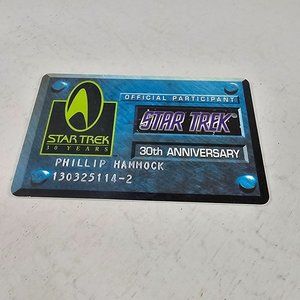 OFFICIAL PARTICIPANT
STAR TREK
STAR TREK
30 YEARS
30th ANNIVERSARY
PHILLIP HAMMOCK
130325114-2